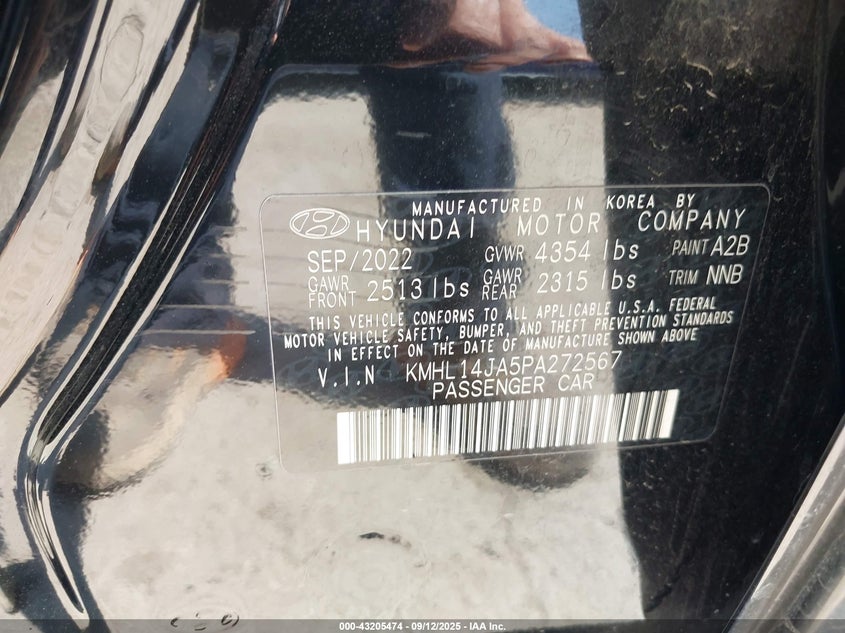 MANUFACTURED IN KOREA BY
HYUNDAI MOTOR COMPANY
SEP/2022 GVWR 4354 lbs PAINT A2B
GAWR FRONT 2513 lbs GAWR REAR 2315 lbs TRIM NNB
THIS VEHICLE CONFORMS TO ALL APPLICABLE U.S.A. FEDERAL
MOTOR VEHICLE SAFETY, BUMPER, AND THEFT PREVENTION STANDARDS
IN EFFECT ON THE DATE OF MANUFACTURE SHOWN ABOVE
V.I.N KMHL14JA5PA272567
PASSENGER CAR
000-43205474 - 09/12/2025 - IAA Inc.